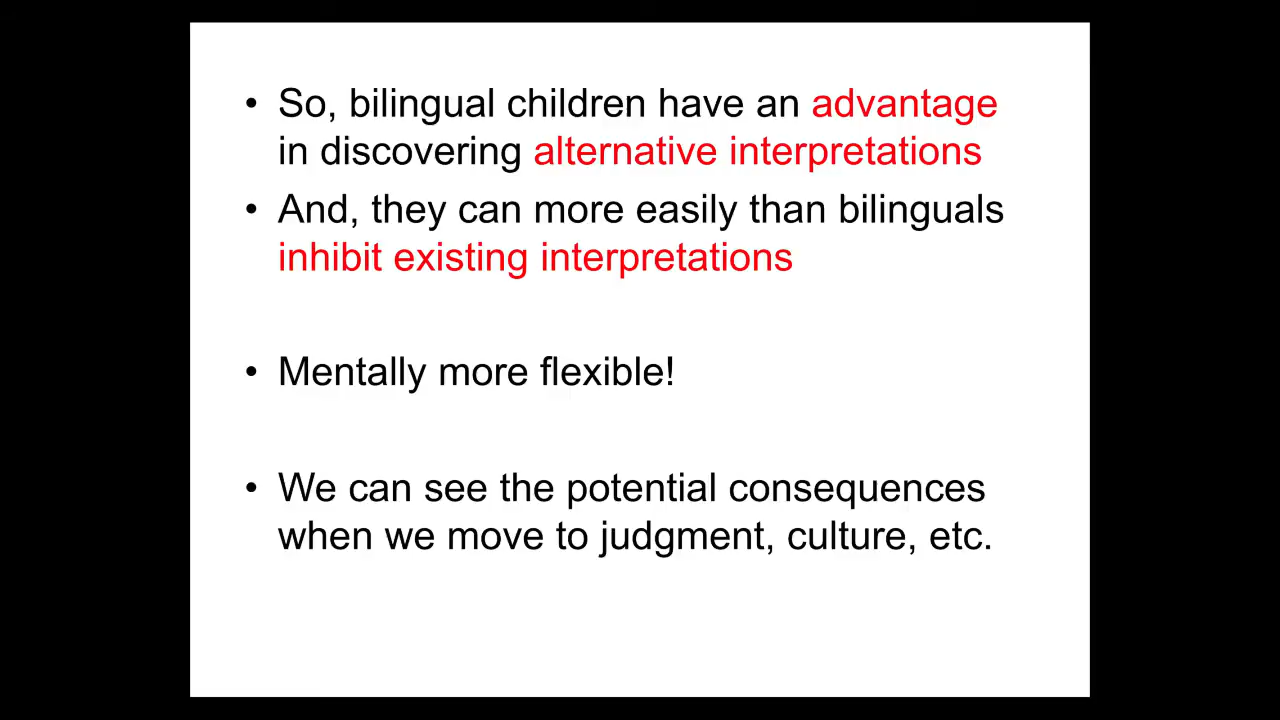 • So, bilingual children have an advantage
in discovering alternative interpretations
• And, they can more easily than bilinguals
inhibit existing interpretations
• Mentally more flexible!
• We can see the potential consequences
when we move to judgment, culture, etc.